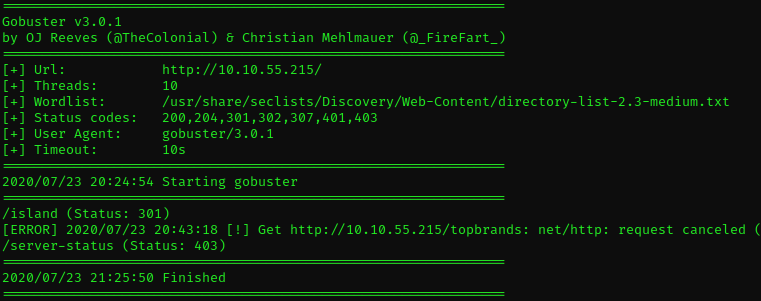 ===============================================================
Gobuster v3.0.1
by OJ Reeves (@TheColonial) & Christian Mehlmauer (@_FireFart_)
===============================================================
[+] Url:            http://10.10.55.215/
[+] Threads:        10
[+] Wordlist:       /usr/share/seclists/Discovery/Web-Content/directory-list-2.3-medium.txt
[+] Status codes:   200,204,301,302,307,401,403
[+] User Agent:     gobuster/3.0.1
[+] Timeout:        10s
===============================================================
2020/07/23 20:24:54 Starting gobuster
===============================================================
/island (Status: 301)
[ERROR] 2020/07/23 20:43:18 [!] Get http://10.10.55.215/topbrands: net/http: request canceled (
/server-status (Status: 403)
===============================================================
2020/07/23 21:25:50 Finished
===============================================================